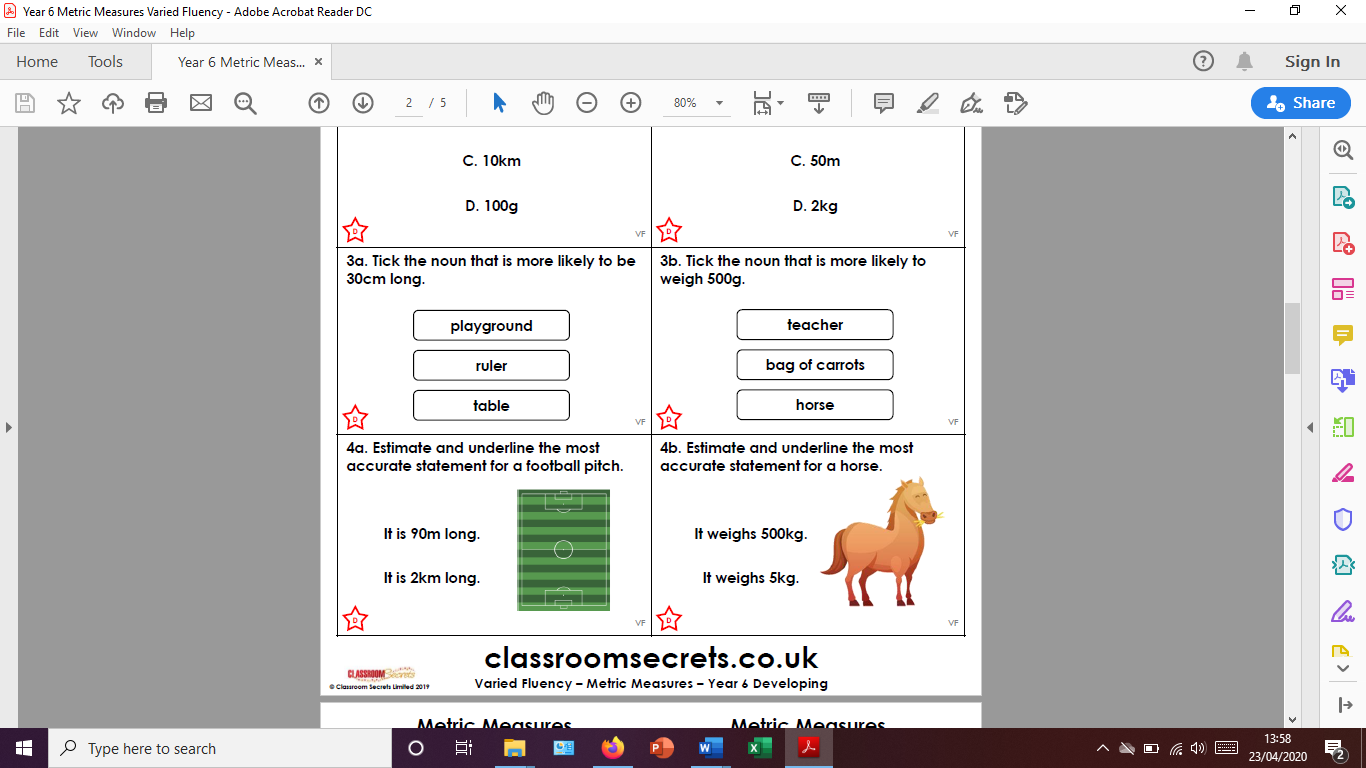 Year 6 Metric Measures Varied Fluency - Adobe Acrobat Reader DC
File Edit View Window Help
Home Tools Year 6 Metric Meas... × Sign In
2 / 5 80% Share
C. 10km
D. 100g
D VF
C. 50m
D. 2kg
D VF
3a. Tick the noun that is more likely to be
30cm long.
playground
ruler
table
D VF
3b. Tick the noun that is more likely to
weigh 500g.
teacher
bag of carrots
horse
D VF
4a. Estimate and underline the most
accurate statement for a football pitch.
It is 90m long.
It is 2km long.
D VF
4b. Estimate and underline the most
accurate statement for a horse.
It weighs 500kg.
It weighs 5kg.
D VF
CLASSROOM Secrets
© Classroom Secrets Limited 2019
classroomsecrets.co.uk
Varied Fluency – Metric Measures – Year 6 Developing
Metric Measures Metric Measures
Type here to search
13:58
23/04/2020
2